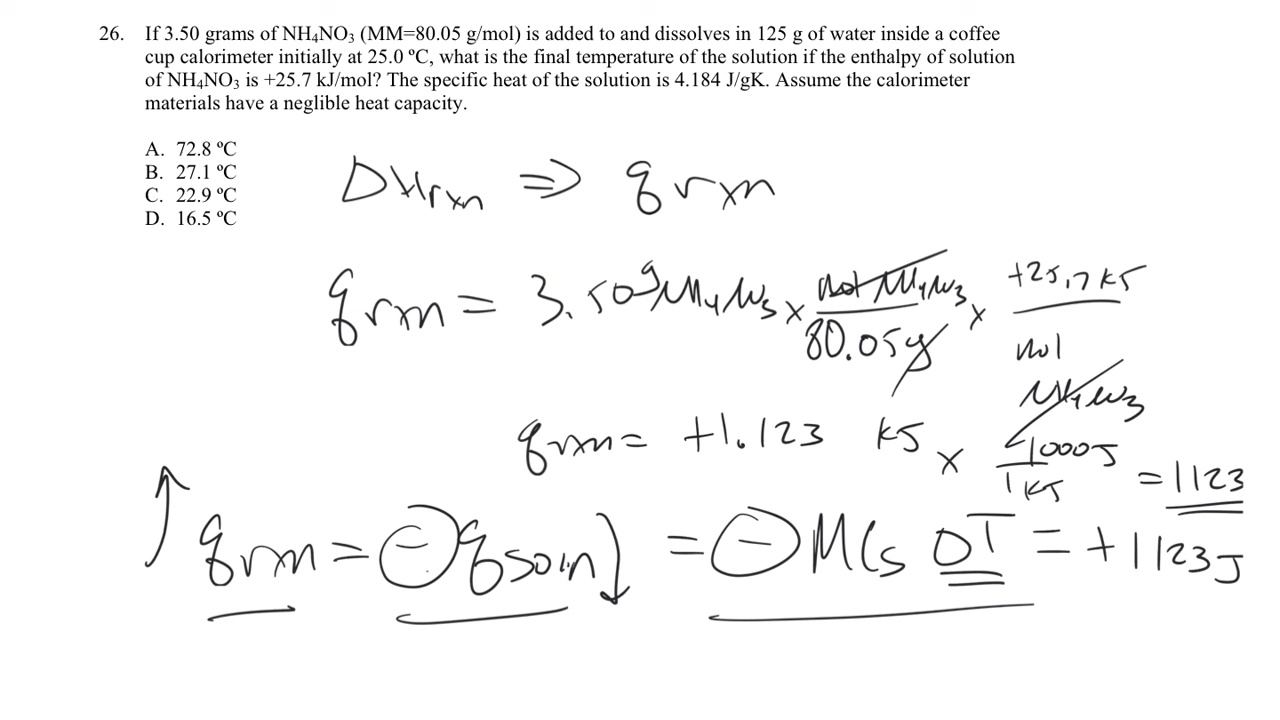 26. If 3.50 grams of NH₄NO₃ (MM=80.05 g/mol) is added to and dissolves in 125 g of water inside a coffee
cup calorimeter initially at 25.0 ºC, what is the final temperature of the solution if the enthalpy of solution
of NH₄NO₃ is +25.7 kJ/mol? The specific heat of the solution is 4.184 J/gK. Assume the calorimeter
materials have a neglible heat capacity.
A. 72.8 ºC
B. 27.1 ºC
C. 22.9 ºC
D. 16.5 ºC
ΔHrxn ⇒ qrxn
qrxn = 3.50g NH₄NO₃ x mol NH₄NO₃ / 80.05g x +25.7 kJ / mol NH₄NO₃
qrxn = +1.123 kJ x 1000J / 1 kJ = 1123
↑ qrxn = ⊖qsoln ↓ = ⊖MCs ΔT = +1123J